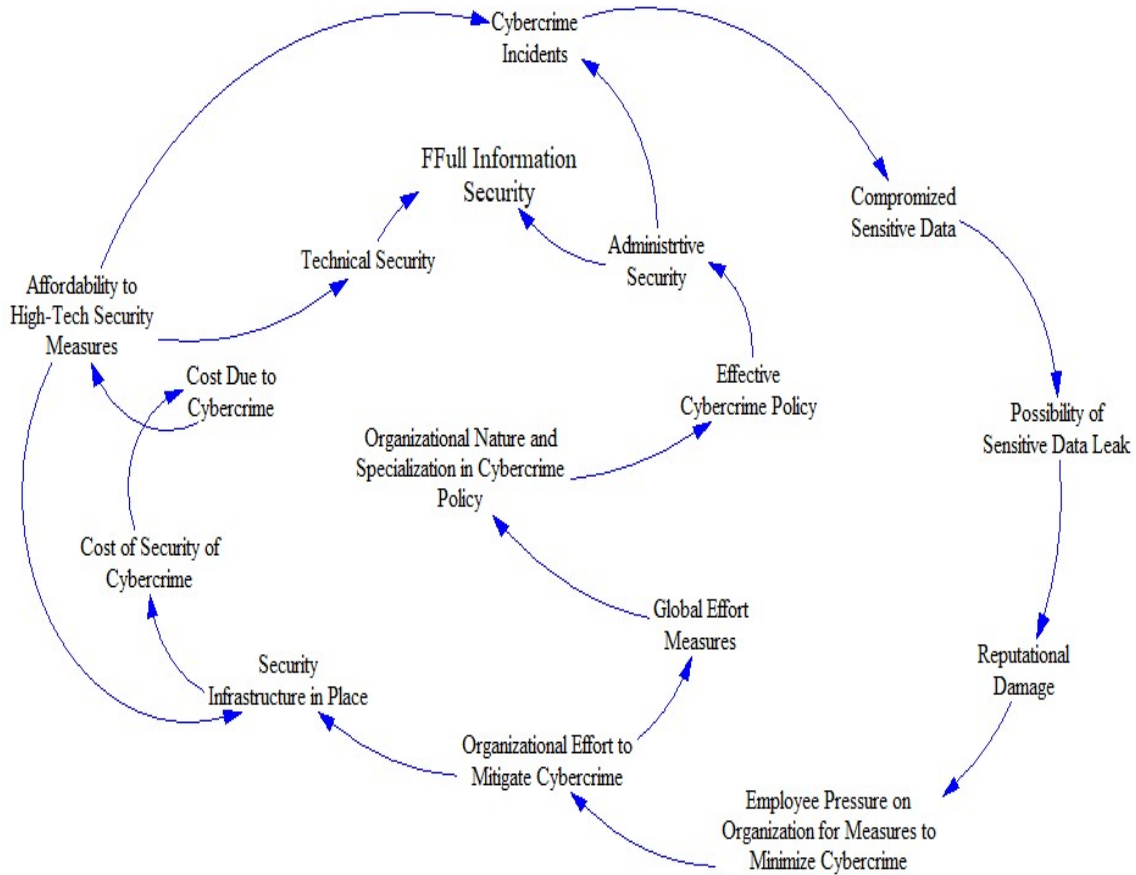 Cybercrime
Incidents
FFull Information
Security
Compromized
Sensitive Data
Technical Security
Administrtive
Security
Affordability to
High-Tech Security
Measures
Cost Due to
Cybercrime
Effective
Cybercrime Policy
Possibility of
Sensitive Data Leak
Organizational Nature and
Specialization in Cybercrime
Policy
Cost of Security of
Cybercrime
Global Effort
Measures
Reputational
Damage
Security
Infrastructure in Place
Organizational Effort to
Mitigate Cybercrime
Employee Pressure on
Organization for Measures to
Minimize Cybercrime